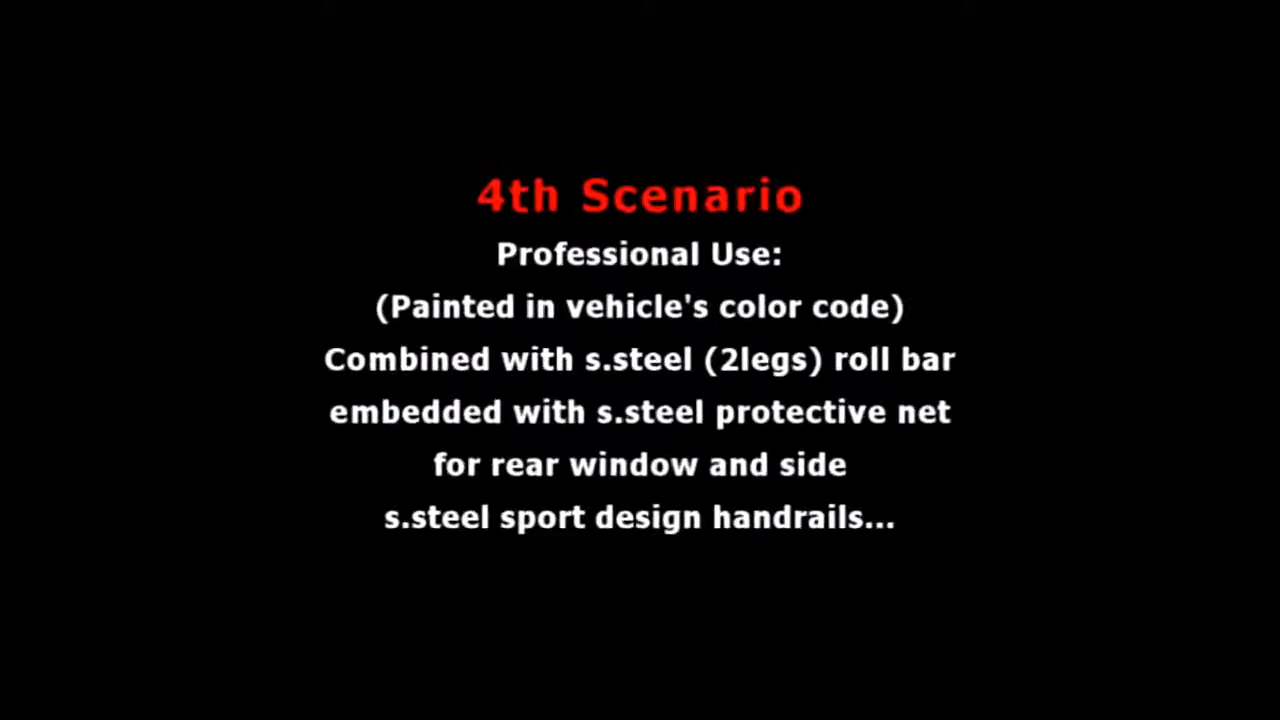 4th Scenario
Professional Use:
(Painted in vehicle's color code)
Combined with s.steel (2legs) roll bar
embedded with s.steel protective net
for rear window and side
s.steel sport design handrails...